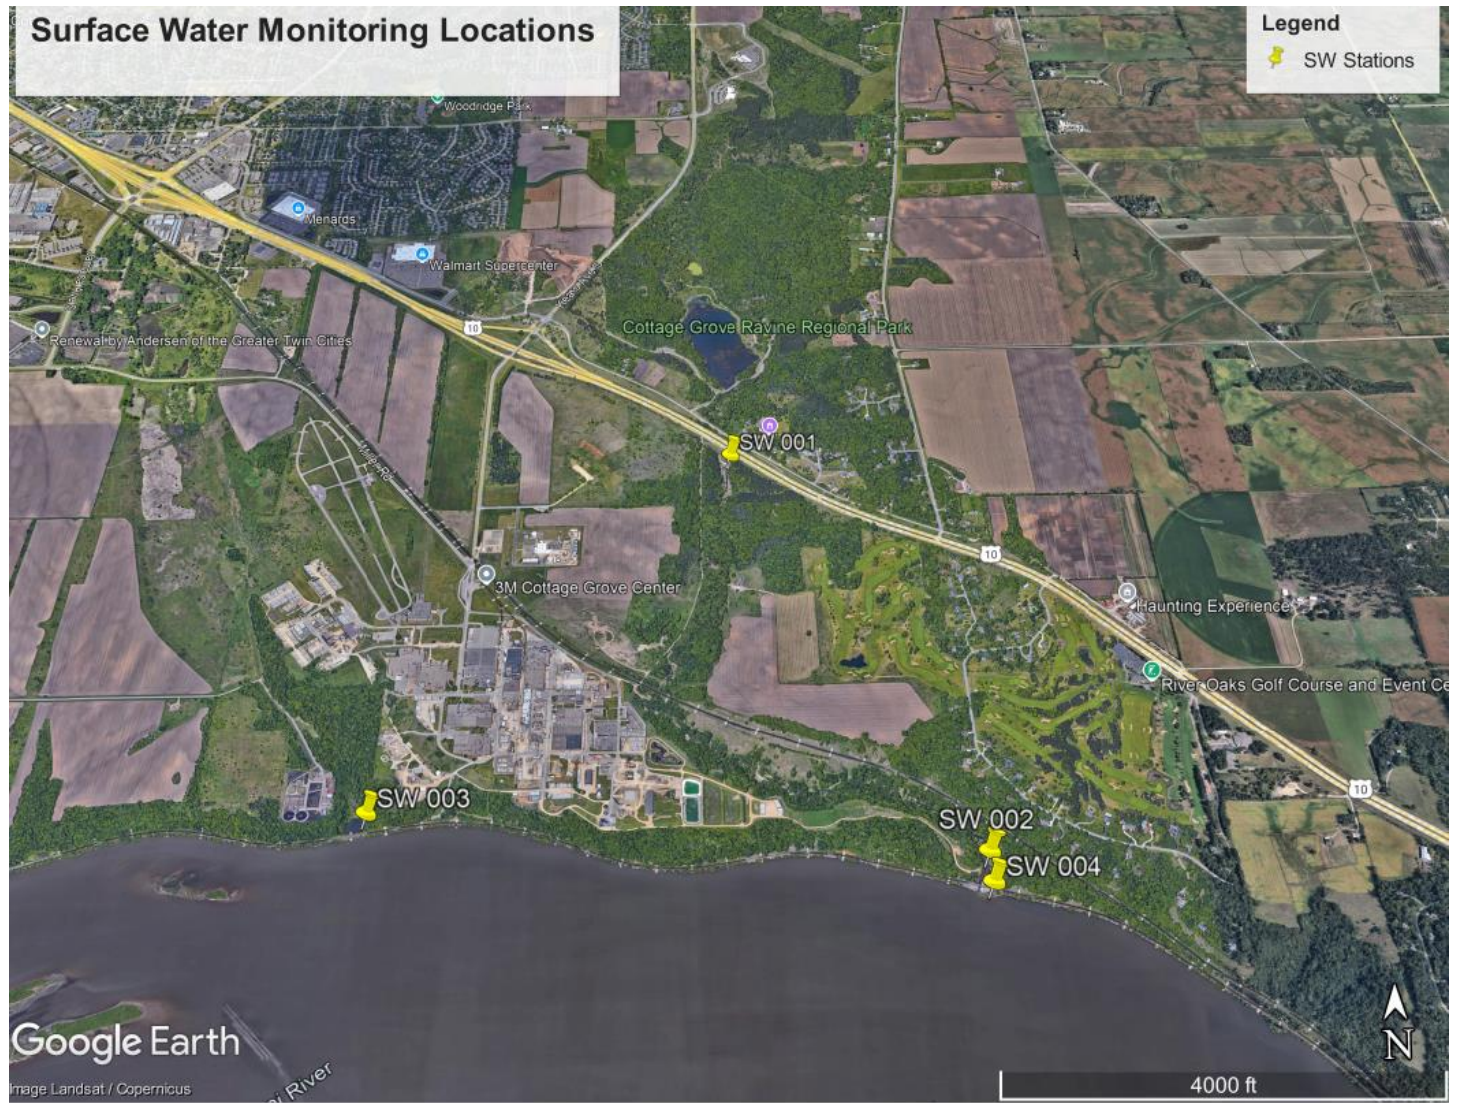 Surface Water Monitoring Locations
Legend
SW Stations
Woodridge Park
Menards
Walmart Supercenter
10
Cottage Grove Ravine Regional Park
Renewal by Andersen of the Greater Twin Cities
SW 001
10
3M Cottage Grove Center
Haunting Experience
River Oaks Golf Course and Event Ce
10
SW 003
SW 002
SW 004
Google Earth
N
Image Landsat / Copernicus
pi River
4000 ft